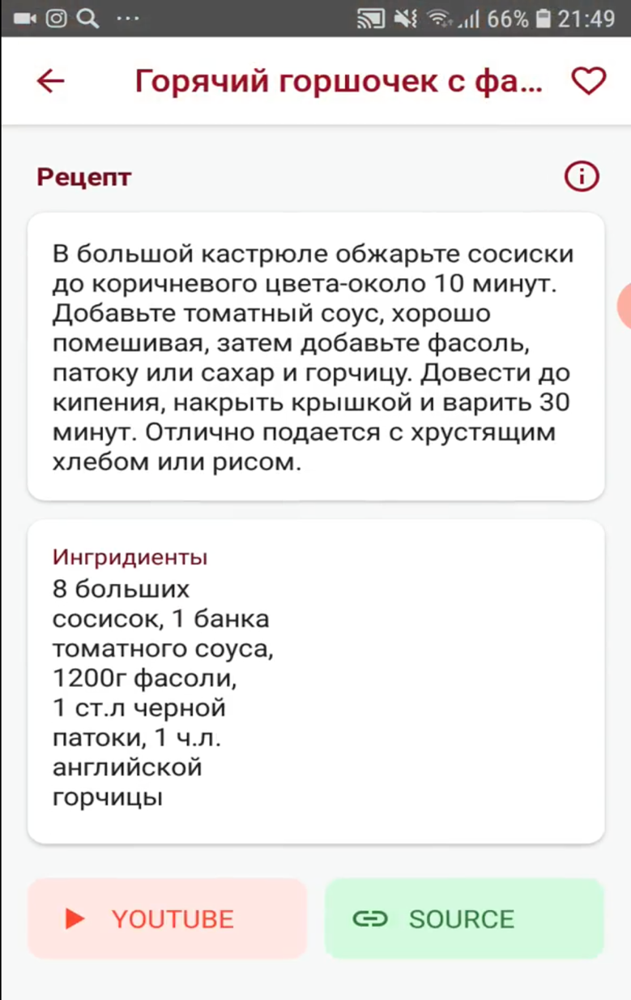 66% 21:49
Горячий горшочек с фа...
Рецепт
В большой кастрюле обжарьте сосиски
до коричневого цвета-около 10 минут.
Добавьте томатный соус, хорошо
помешивая, затем добавьте фасоль,
патоку или сахар и горчицу. Довести до
кипения, накрыть крышкой и варить 30
минут. Отлично подается с хрустящим
хлебом или рисом.
Ингридиенты
8 больших
сосисок, 1 банка
томатного соуса,
1200г фасоли,
1 ст.л черной
патоки, 1 ч.л.
английской
горчицы
YOUTUBE
SOURCE